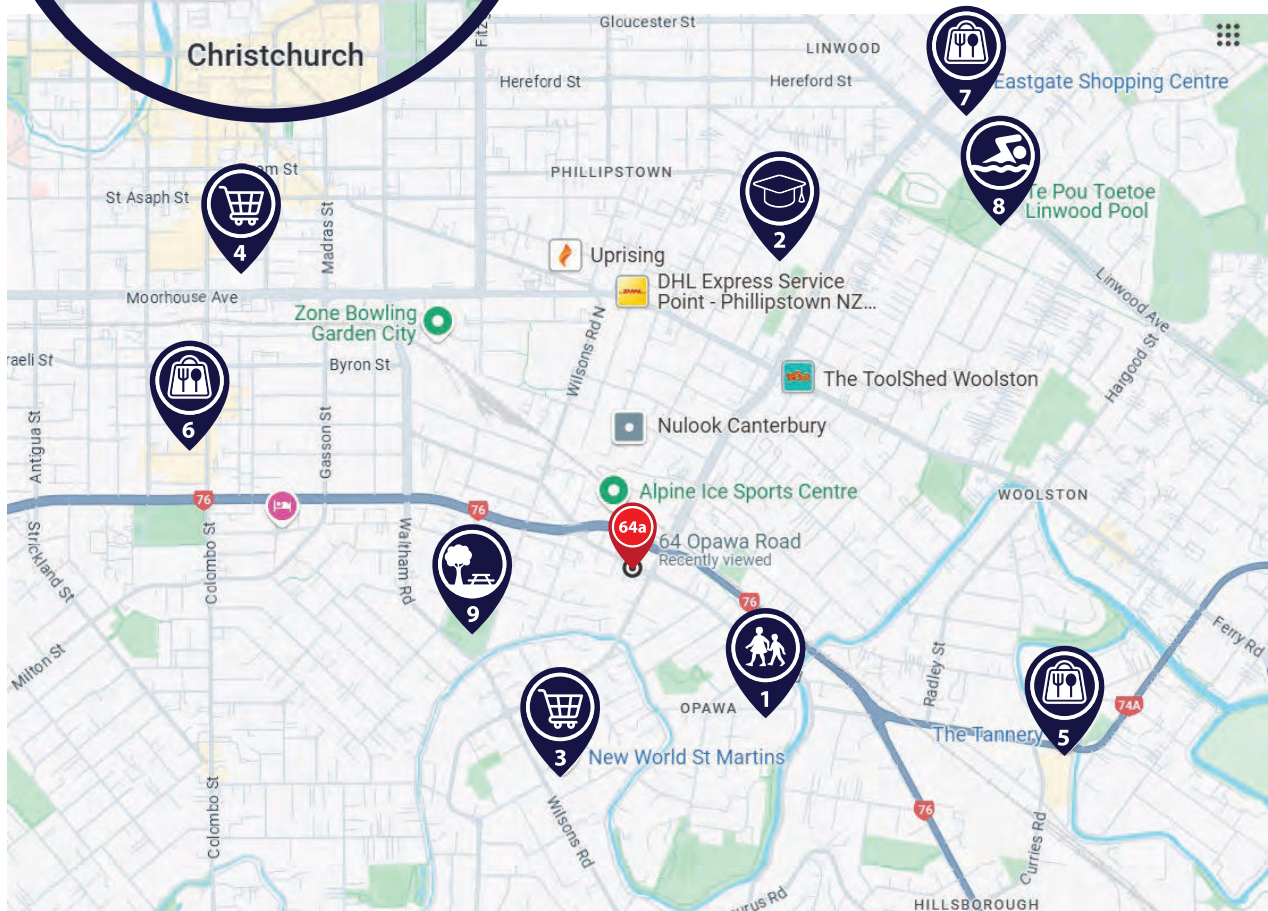 Gloucester St
Christchurch
LINWOOD
Hereford St
Hereford St
7
Eastgate Shopping Centre
PHILLIPSTOWN
St Asaph St
4
Madras St
2
8
Te Pou Toetoe
Linwood Pool
Uprising
DHL Express Service
Point - Phillipstown NZ...
Moorhouse Ave
Zone Bowling
Garden City
Linwood Ave
Wilsons Rd N
Byron St
Hargood St
The ToolShed Woolston
6
Antigua St
Gasson St
Nulook Canterbury
76
76
Alpine Ice Sports Centre
WOOLSTON
64a
64 Opawa Road
Recently viewed
Strickland St
Colombo St
Waltham Rd
9
76
Milton St
Ferry Rd
Radley St
1
OPAWA
74A
The Tannery
5
3
New World St Martins
Colombo St
Wilsons Rd
76
Curries Rd
HILLSBOROUGH